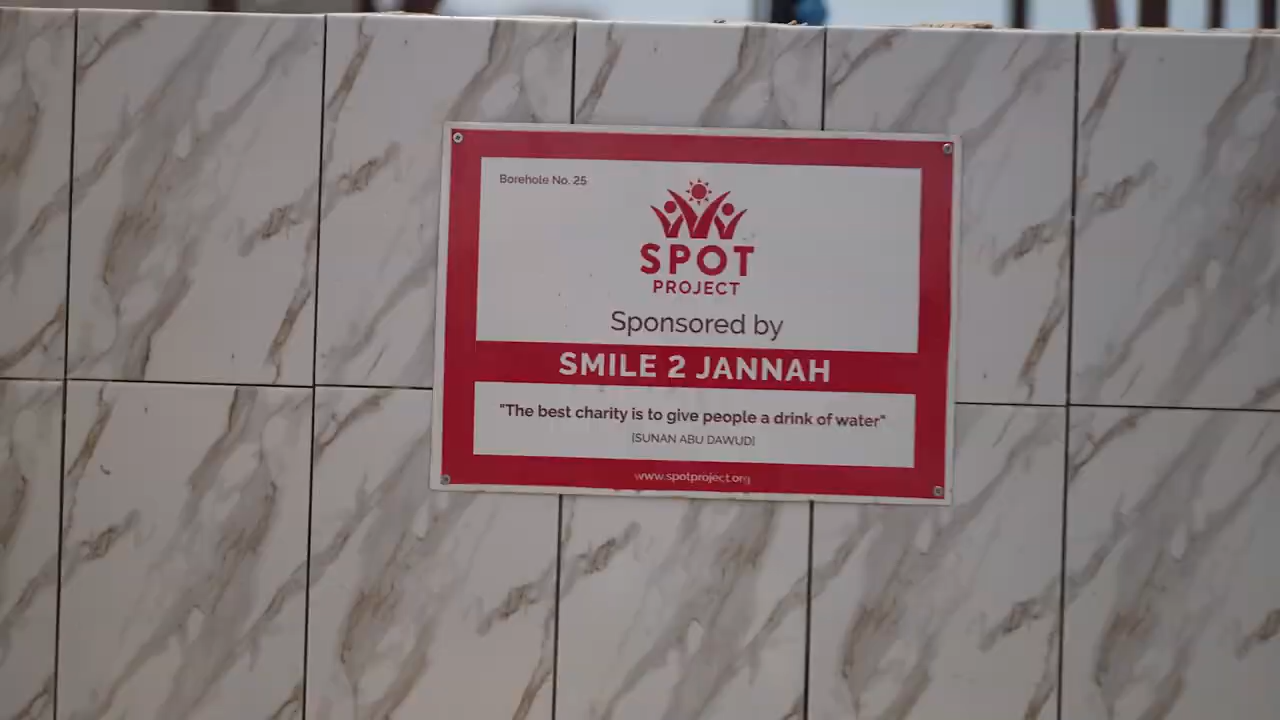 Borehole No. 25
SPOT
PROJECT
Sponsored by
SMILE 2 JANNAH
"The best charity is to give people a drink of water"
[SUNAN ABU DAWUD]
www.spotproject.org